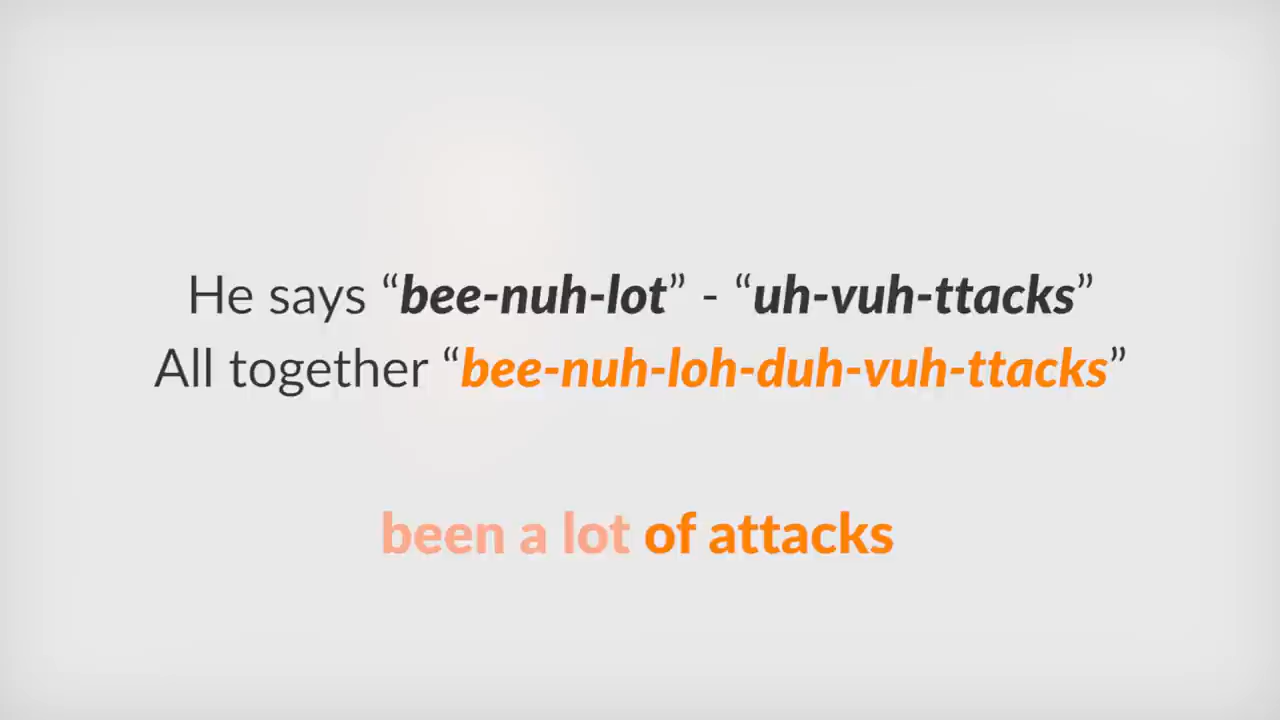 He says “bee-nuh-lot” - “uh-vuh-ttacks”
All together “bee-nuh-loh-duh-vuh-ttacks”
been a lot of attacks